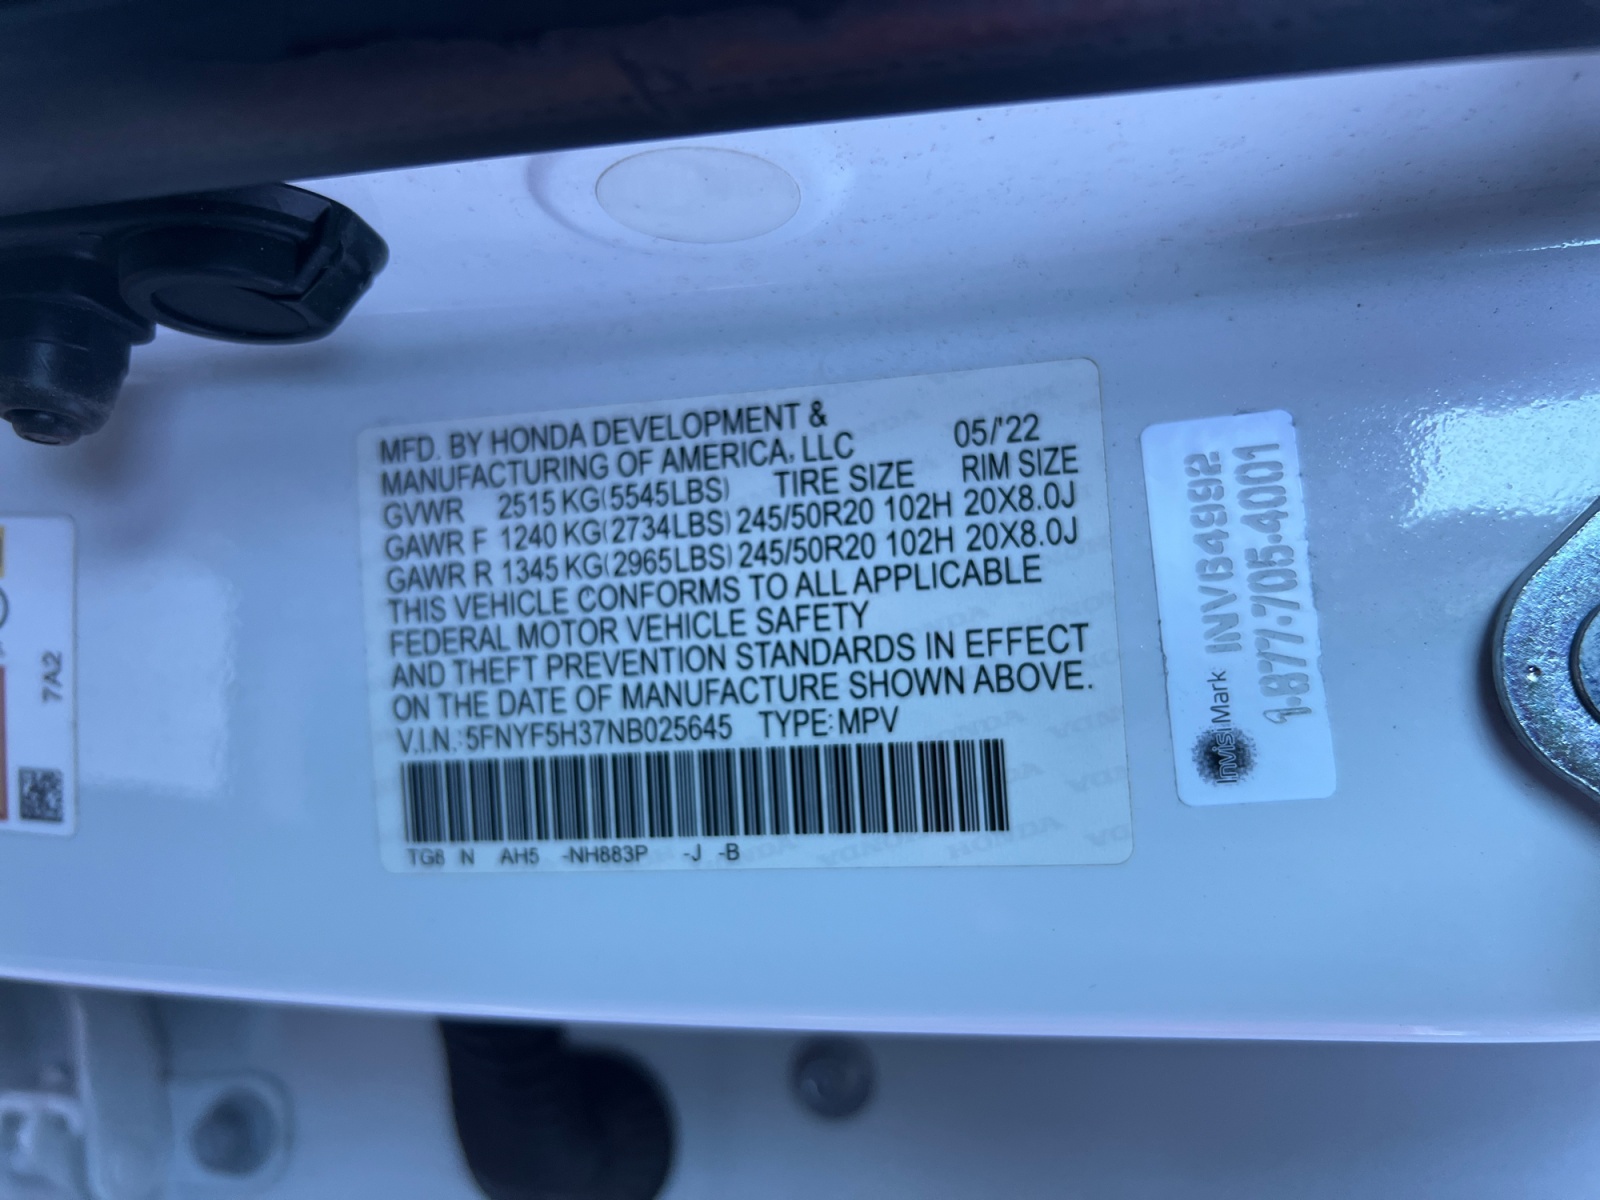 MFD. BY HONDA DEVELOPMENT &
MANUFACTURING OF AMERICA, LLC 05/'22
GVWR 2515 KG(5545LBS) TIRE SIZE RIM SIZE
GAWR F 1240 KG(2734LBS) 245/50R20 102H 20X8.0J
GAWR R 1345 KG(2965LBS) 245/50R20 102H 20X8.0J
THIS VEHICLE CONFORMS TO ALL APPLICABLE
FEDERAL MOTOR VEHICLE SAFETY
AND THEFT PREVENTION STANDARDS IN EFFECT
ON THE DATE OF MANUFACTURE SHOWN ABOVE.
V.I.N.: 5FNYF5H37NB025645 TYPE: MPV
TG8 N AH5 -NH883P -J -B
InvisiMark INVB49992
1-877-705-4001
7A2